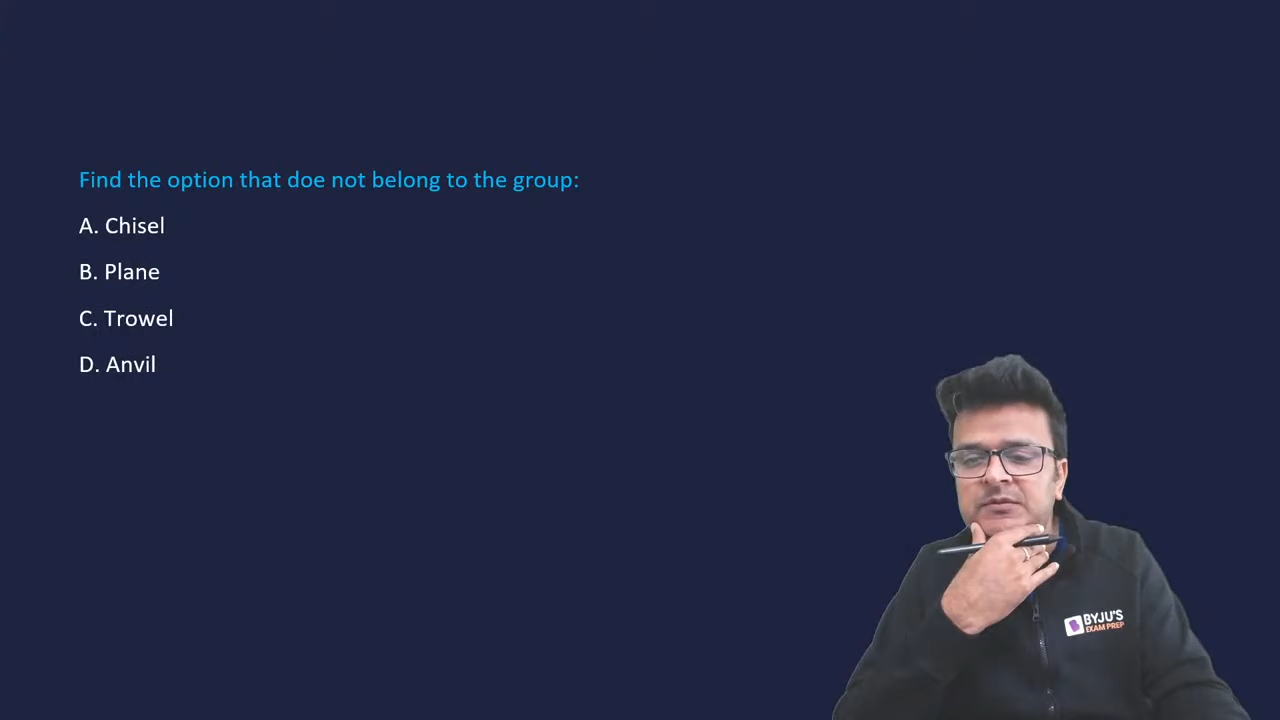 Find the option that doe not belong to the group:
A. Chisel
B. Plane
C. Trowel
D. Anvil
BYJU'S
EXAM PREP